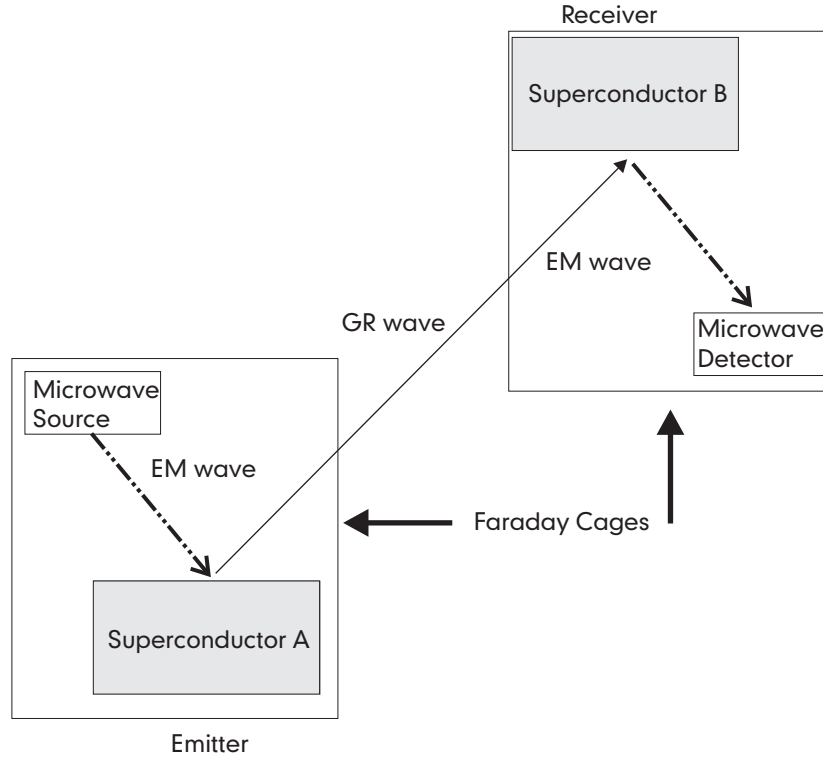 Receiver
Superconductor B
EM wave
GR wave
Microwave
Detector
Microwave
Source
EM wave
Faraday Cages
Superconductor A
Emitter